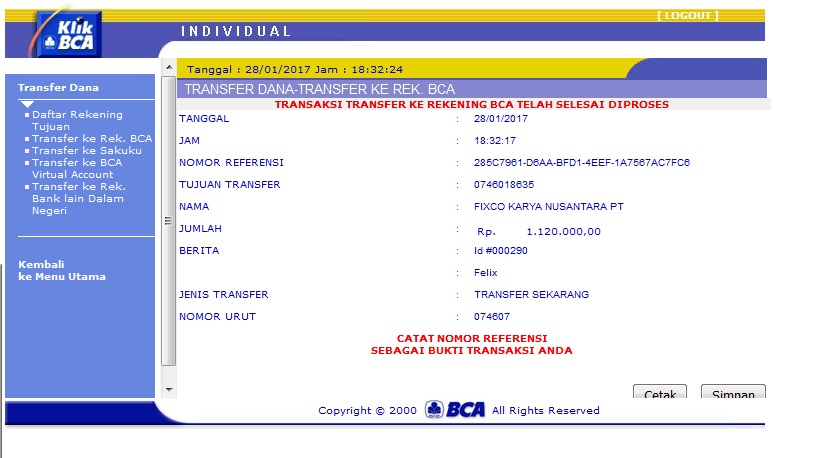 [ LOGOUT ]
Klik BCA
INDIVIDUAL
Tanggal : 28/01/2017 Jam : 18:32:24
Transfer Dana
Daftar Rekening
Tujuan
Transfer ke Rek. BCA
Transfer ke Sakuku
Transfer ke BCA
Virtual Account
Transfer ke Rek.
Bank lain Dalam
Negeri
Kembali
ke Menu Utama
TRANSFER DANA-TRANSFER KE REK. BCA
TRANSAKSI TRANSFER KE REKENING BCA TELAH SELESAI DIPROSES
TANGGAL : 28/01/2017
JAM : 18:32:17
NOMOR REFERENSI : 285C7961-D6AA-BFD1-4EEF-1A7567AC7FC6
TUJUAN TRANSFER : 0746018635
NAMA : FIXCO KARYA NUSANTARA PT
JUMLAH : Rp. 1.120.000,00
BERITA : Id #000290
: Felix
JENIS TRANSFER : TRANSFER SEKARANG
NOMOR URUT : 074607
CATAT NOMOR REFERENSI
SEBAGAI BUKTI TRANSAKSI ANDA
Cetak Simpan
Copyright © 2000 BCA All Rights Reserved